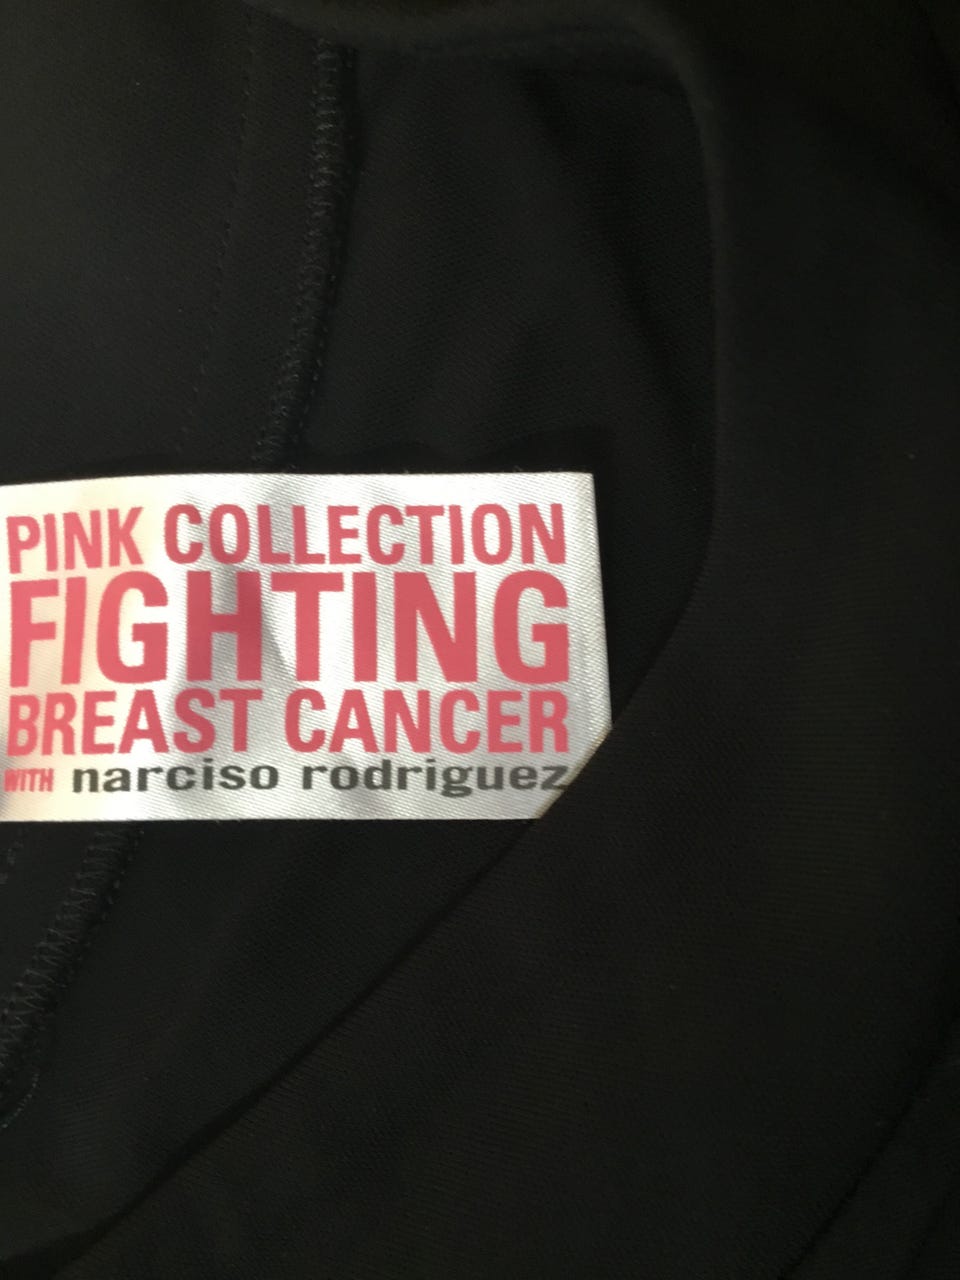 PINK COLLECTION
FIGHTING
BREAST CANCER
WITH narciso rodriguez